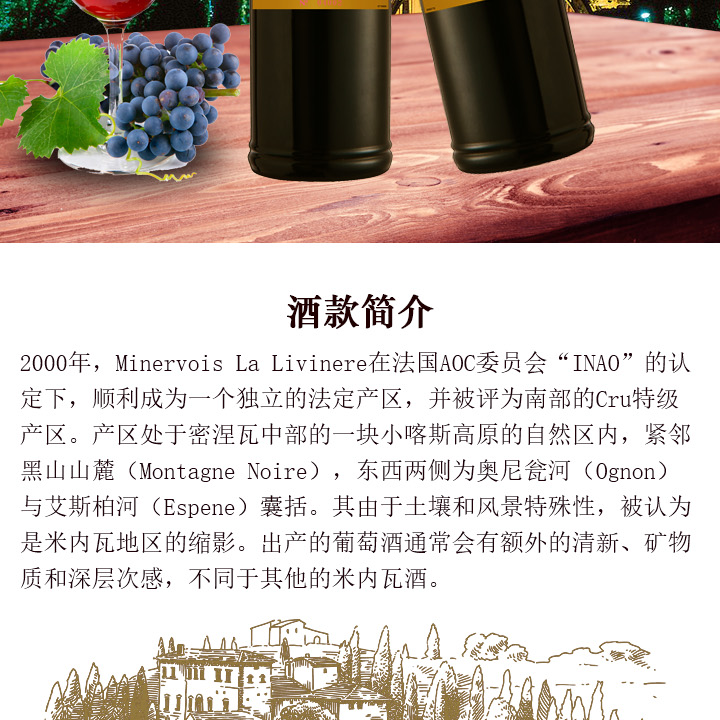 酒款简介
2000年，Minervois La Livinere在法国AOC委员会“INAO”的认
定下，顺利成为一个独立的法定产区，并被评为南部的Cru特级
产区。产区处于密涅瓦中部的一块小喀斯高原的自然区内，紧邻
黑山山麓（Montagne Noire），东西两侧为奥尼瓮河（Ognon）
与艾斯柏河（Espene）囊括。其由于土壤和风景特殊性，被认为
是米内瓦地区的缩影。出产的葡萄酒通常会有额外的清新、矿物
质和深层次感，不同于其他的米内瓦酒。